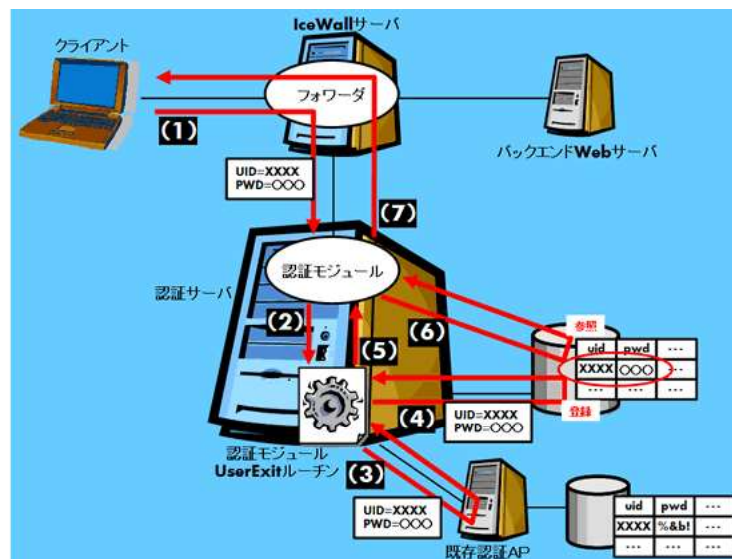 IceWallサーバ
クライアント
フォワーダ
(1)
バックエンドWebサーバ
UID=XXXX
PWD=○○○
(7)
認証モジュール
認証サーバ
(2)
(6)
(5)
参照
uid pwd ---
XXXX ○○○ ---
--- --- ---
登録
(4)
UID=XXXX
PWD=○○○
認証モジュール
UserExitルーチン
(3)
UID=XXXX
PWD=○○○
既存認証AP
uid pwd ---
XXXX %&b! ---
--- --- ---